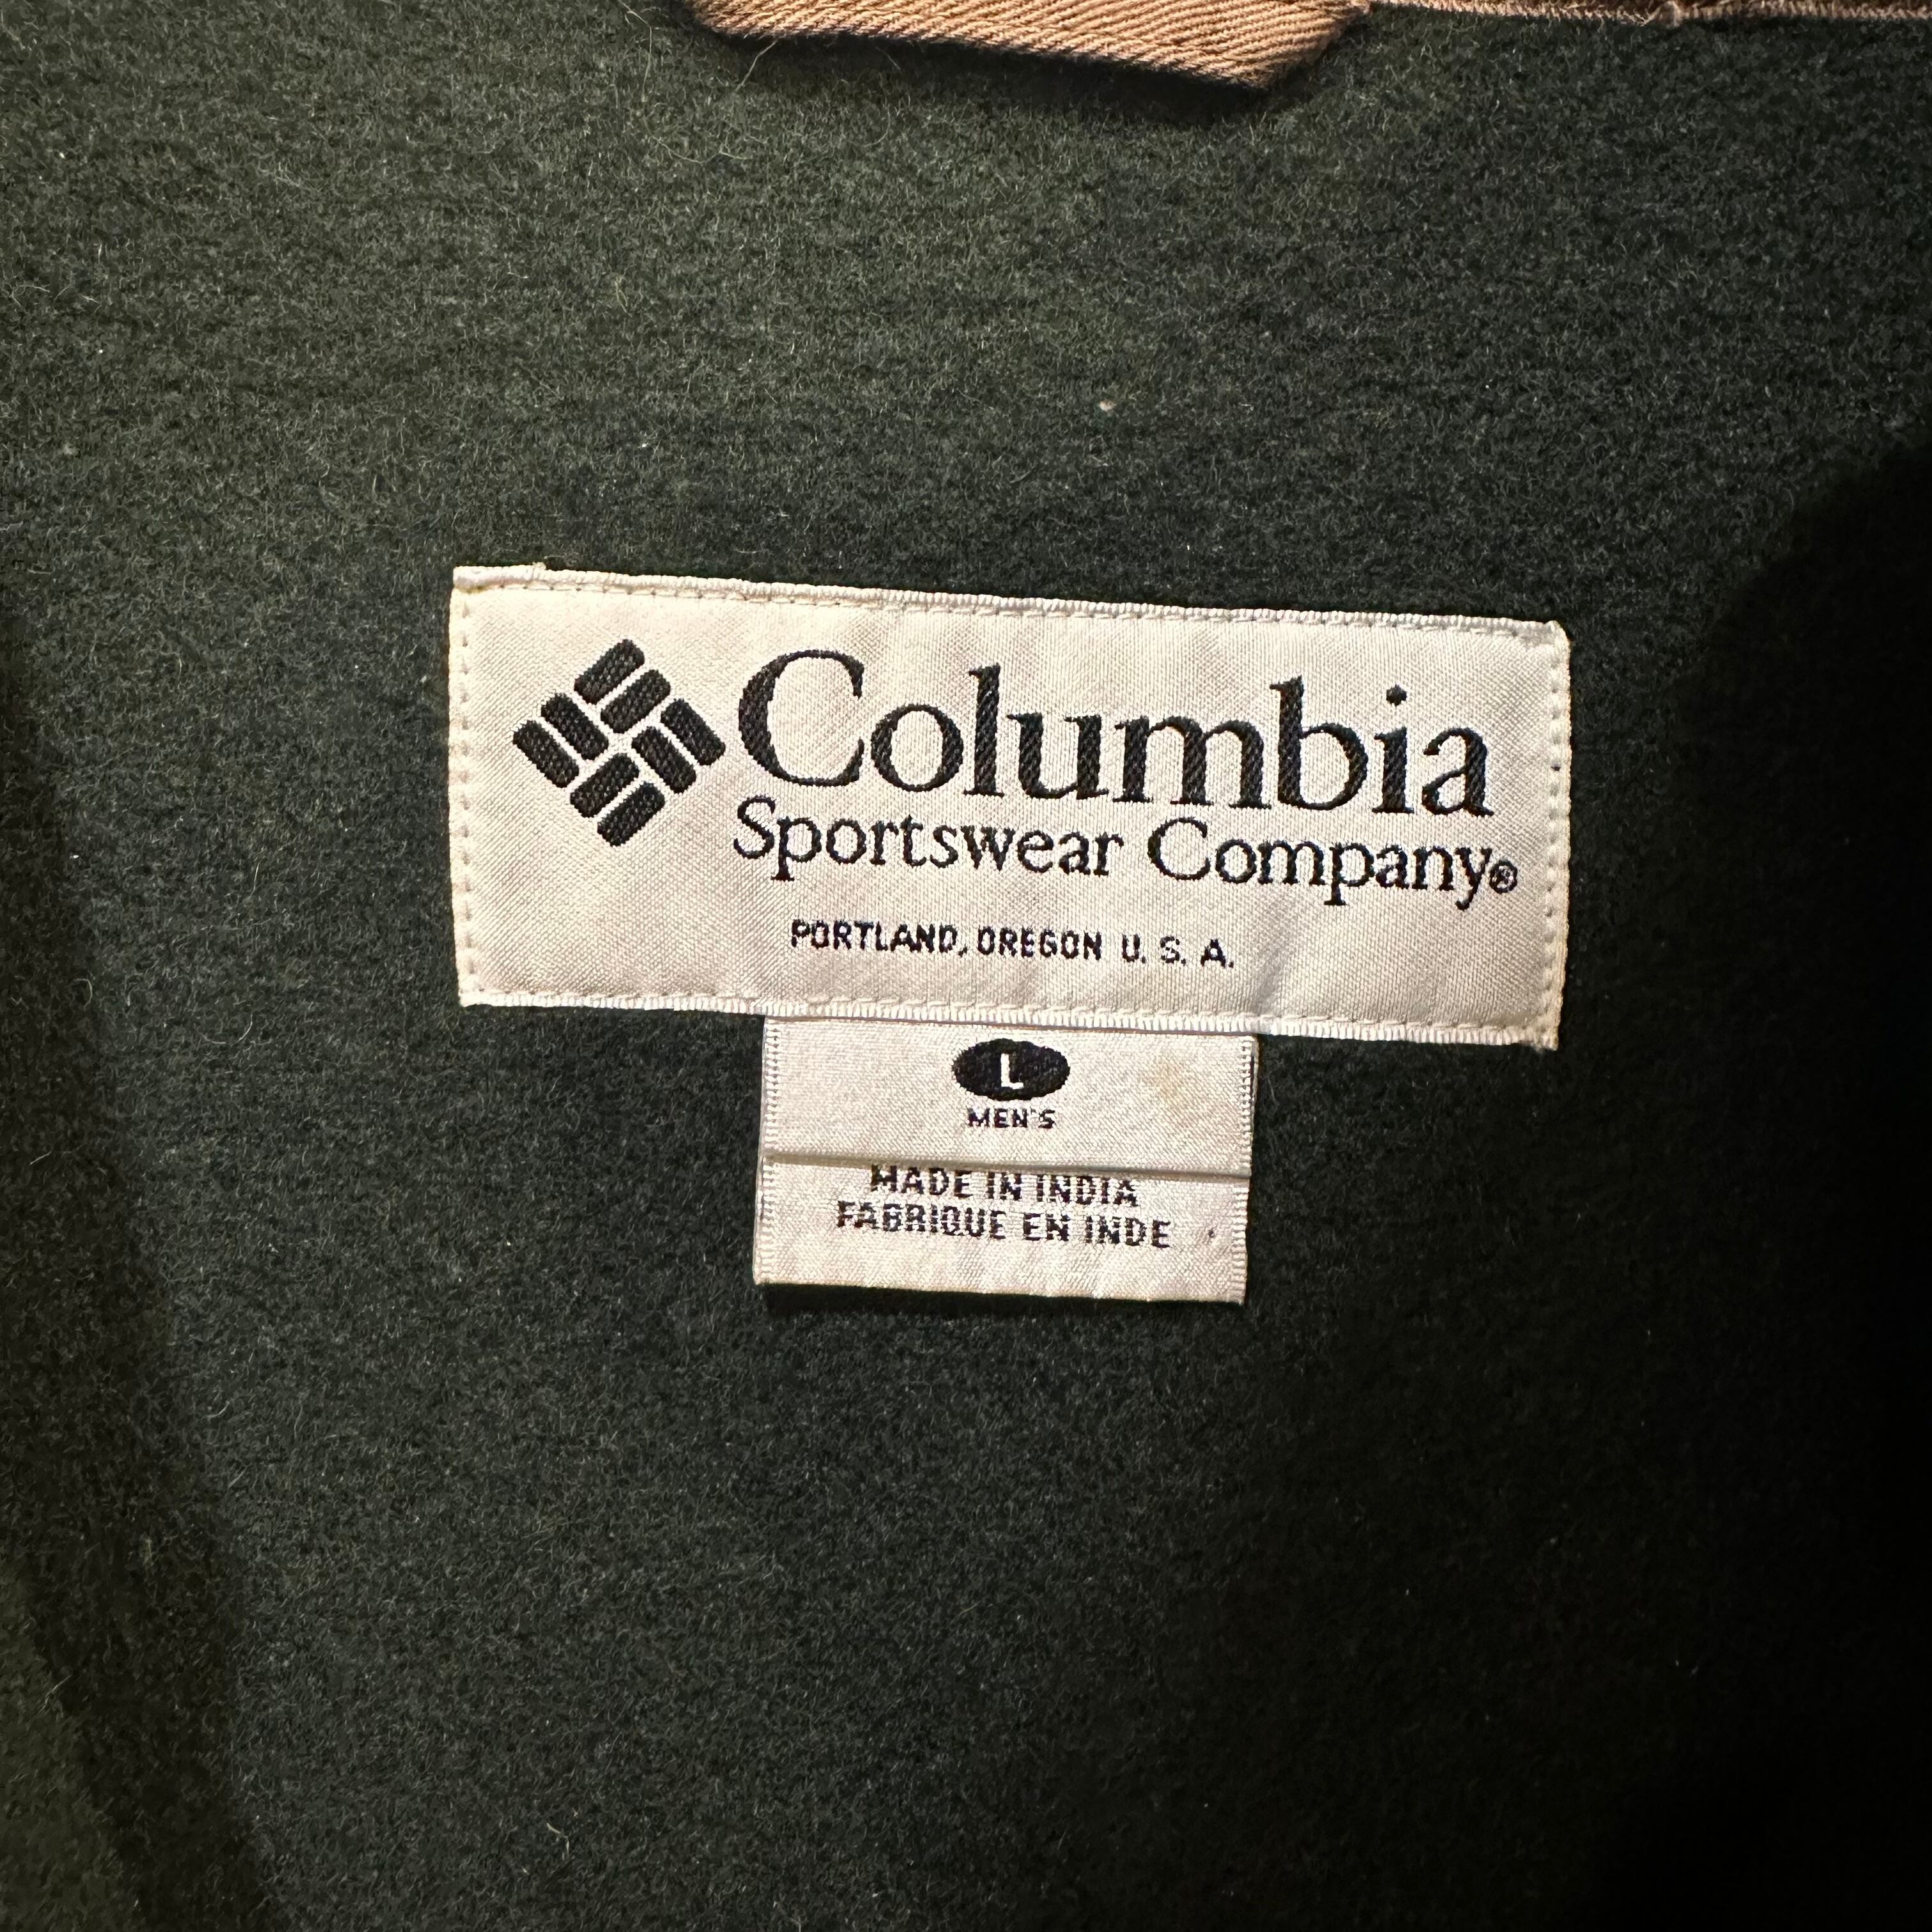 Columbia
Sportswear Company®
PORTLAND, OREGON U. S. A.
L
MEN'S
MADE IN INDIA
FABRIQUE EN INDE